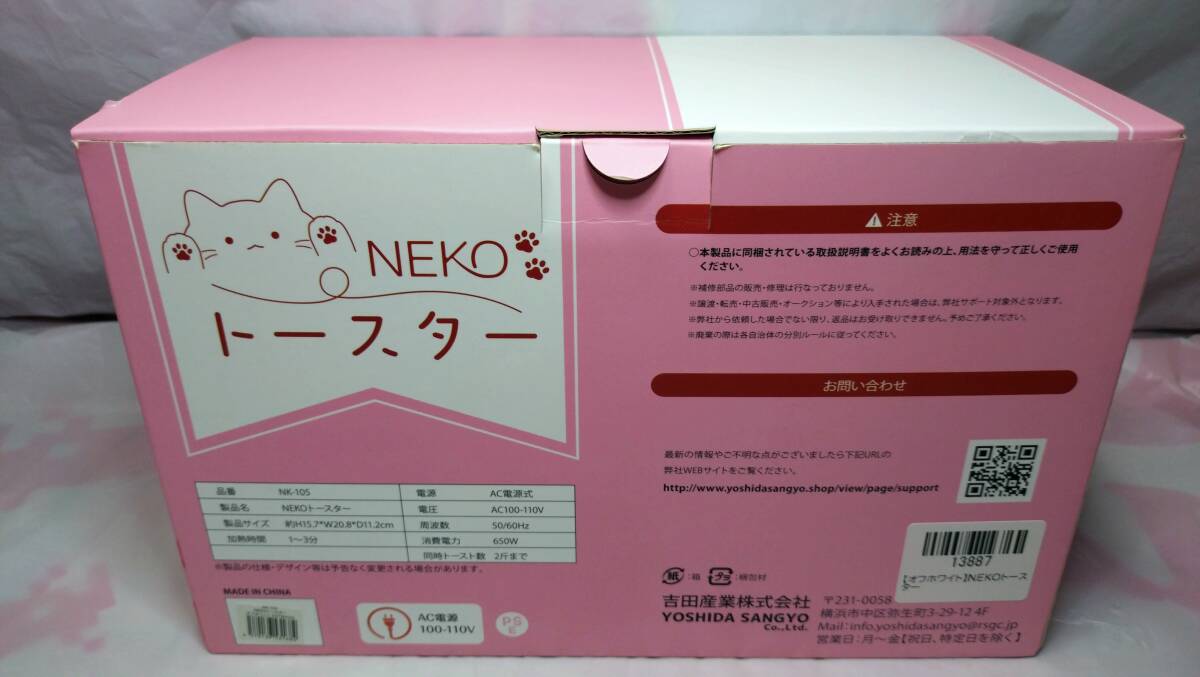 NEKO
トースター
品番 NK-10S
製品名 NEKOトースター
製品サイズ 約H15.7*W20.8*D11.2cm
加熱時間 1～3分
電源 AC電源式
電圧 AC100-110V
周波数 50/60Hz
消費電力 650W
同時トースト数 2斤まで
※製品の仕様・デザイン等は予告なく変更される場合があります。
MADE IN CHINA
AC電源
100-110V
PS
E
注意
○本製品に同梱されている取扱説明書をよくお読みの上、用法を守って正しくご使用
ください。
※補修部品の販売・修理は行なっておりません。
※譲渡・転売・中古販売・オークション等により入手された場合は、弊社サポート対象外となります。
※弊社から依頼した場合でない限り、返品はお受け取りできません。予めご了承ください。
※廃棄の際は各自治体の分別ルールに従ってください。
お問い合わせ
最新の情報やご不明な点がございましたら下記URLの
弊社WEBサイトをご覧ください。
http://www.yoshidasangyo.shop/view/page/support
13887
【オフホワイト】NEKOトース
ター
紙:箱 プラ:梱包材
吉田産業株式会社
YOSHIDA SANGYO
Co.,Ltd.
〒231-0058
横浜市中区弥生町3-29-12 4F
Mail:info.yoshidasangyo@rsgc.jp
営業日:月～金【祝日、特定日を除く】